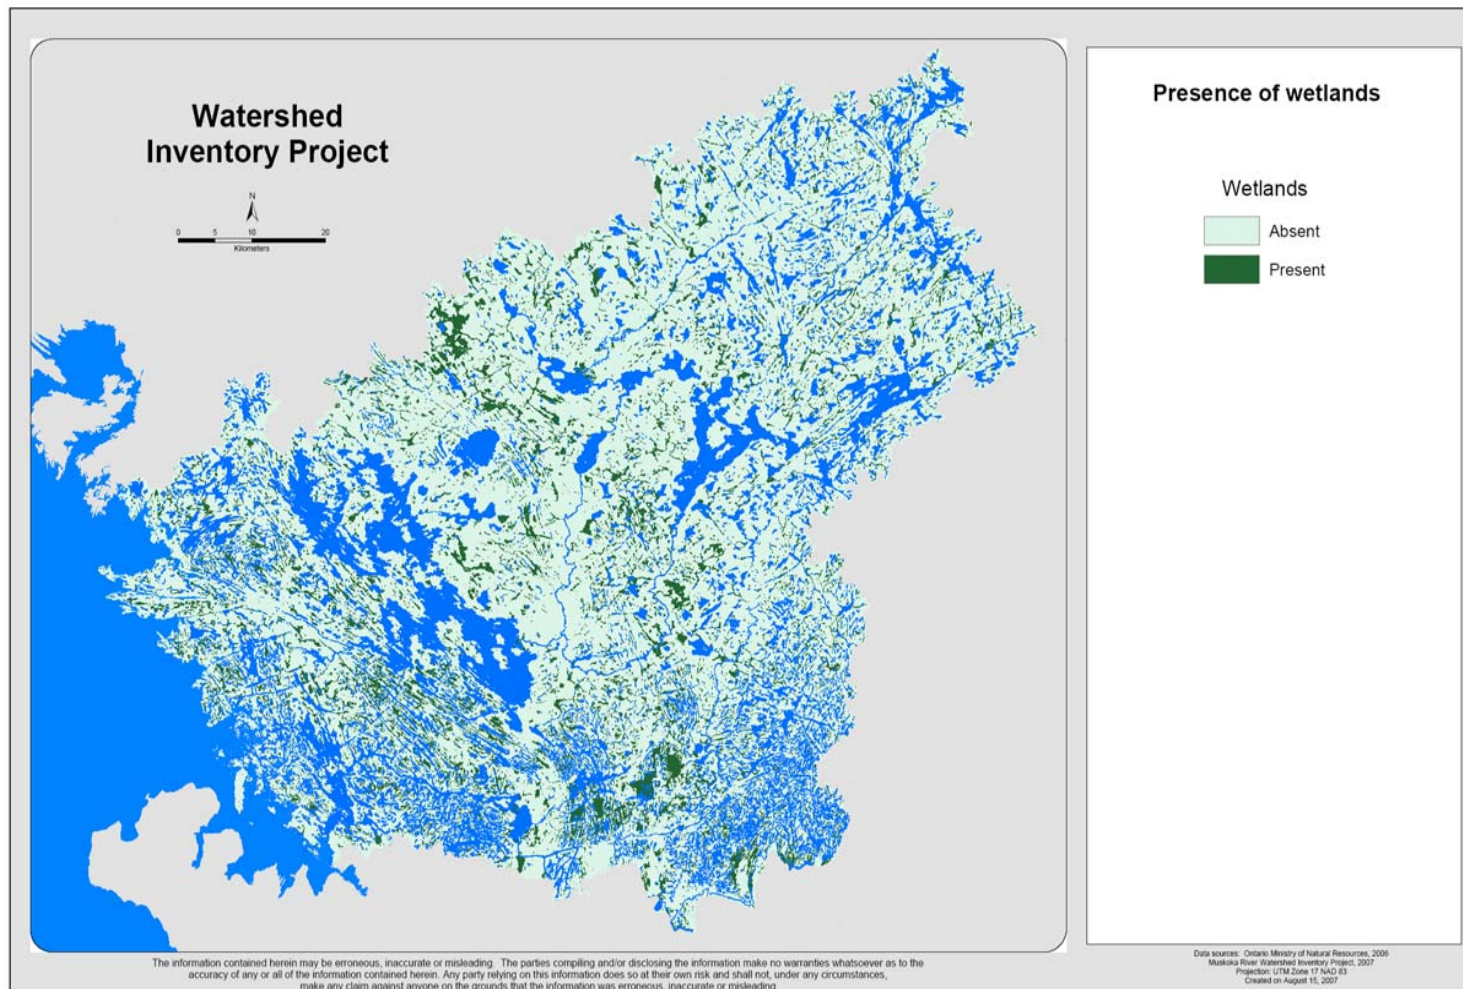 Watershed
Inventory Project
N
0 5 10 20
Kilometers
Presence of wetlands
Wetlands
Absent
Present
The information contained herein may be erroneous, inaccurate or misleading. The parties compiling and/or disclosing the information make no warranties whatsoever as to the
accuracy of any or all of the information contained herein. Any party relying on this information does so at their own risk and shall not, under any circumstances,
make any claim against anyone on the grounds that the information was erroneous, inaccurate or misleading
Data sources: Ontario Ministry of Natural Resources, 2006
Muskoka River Watershed Inventory Project, 2007
Projection: UTM Zone 17 NAD 83
Created on August 15, 2007